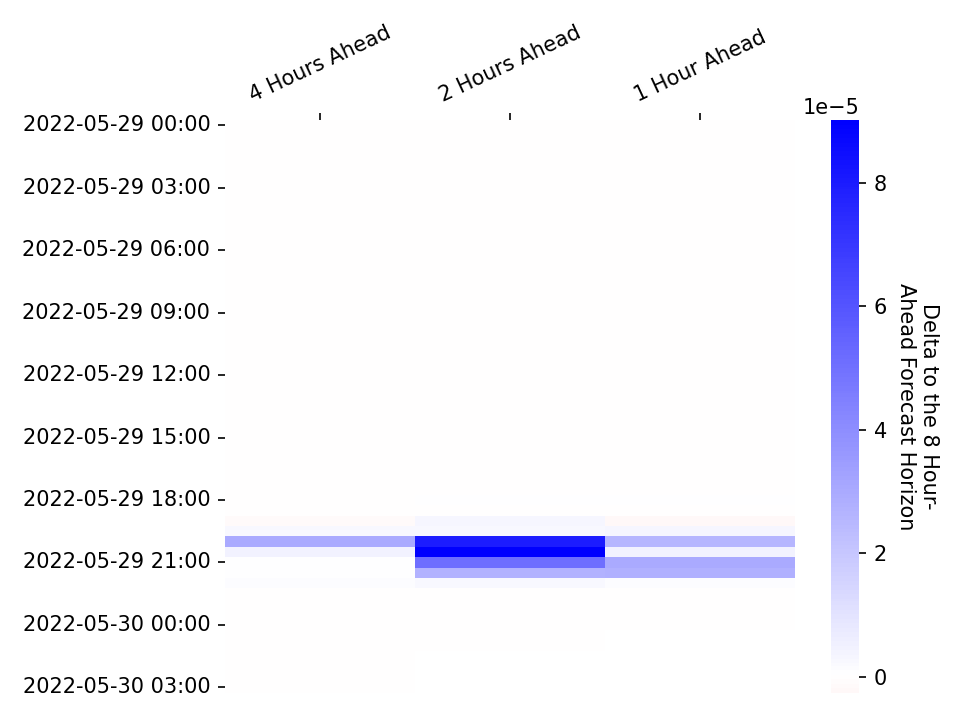 4 Hours Ahead
2 Hours Ahead
1 Hour Ahead
2022-05-29 00:00
2022-05-29 03:00
2022-05-29 06:00
2022-05-29 09:00
2022-05-29 12:00
2022-05-29 15:00
2022-05-29 18:00
2022-05-29 21:00
2022-05-30 00:00
2022-05-30 03:00
1e−5
8
6
4
2
0
Delta to the 8 Hour-
Ahead Forecast Horizon